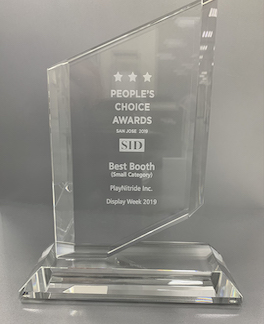 PEOPLE'S
CHOICE
AWARDS
SAN JOSE 2019
SID
Best Booth
(Small Category)
PlayNitride Inc.
Display Week 2019